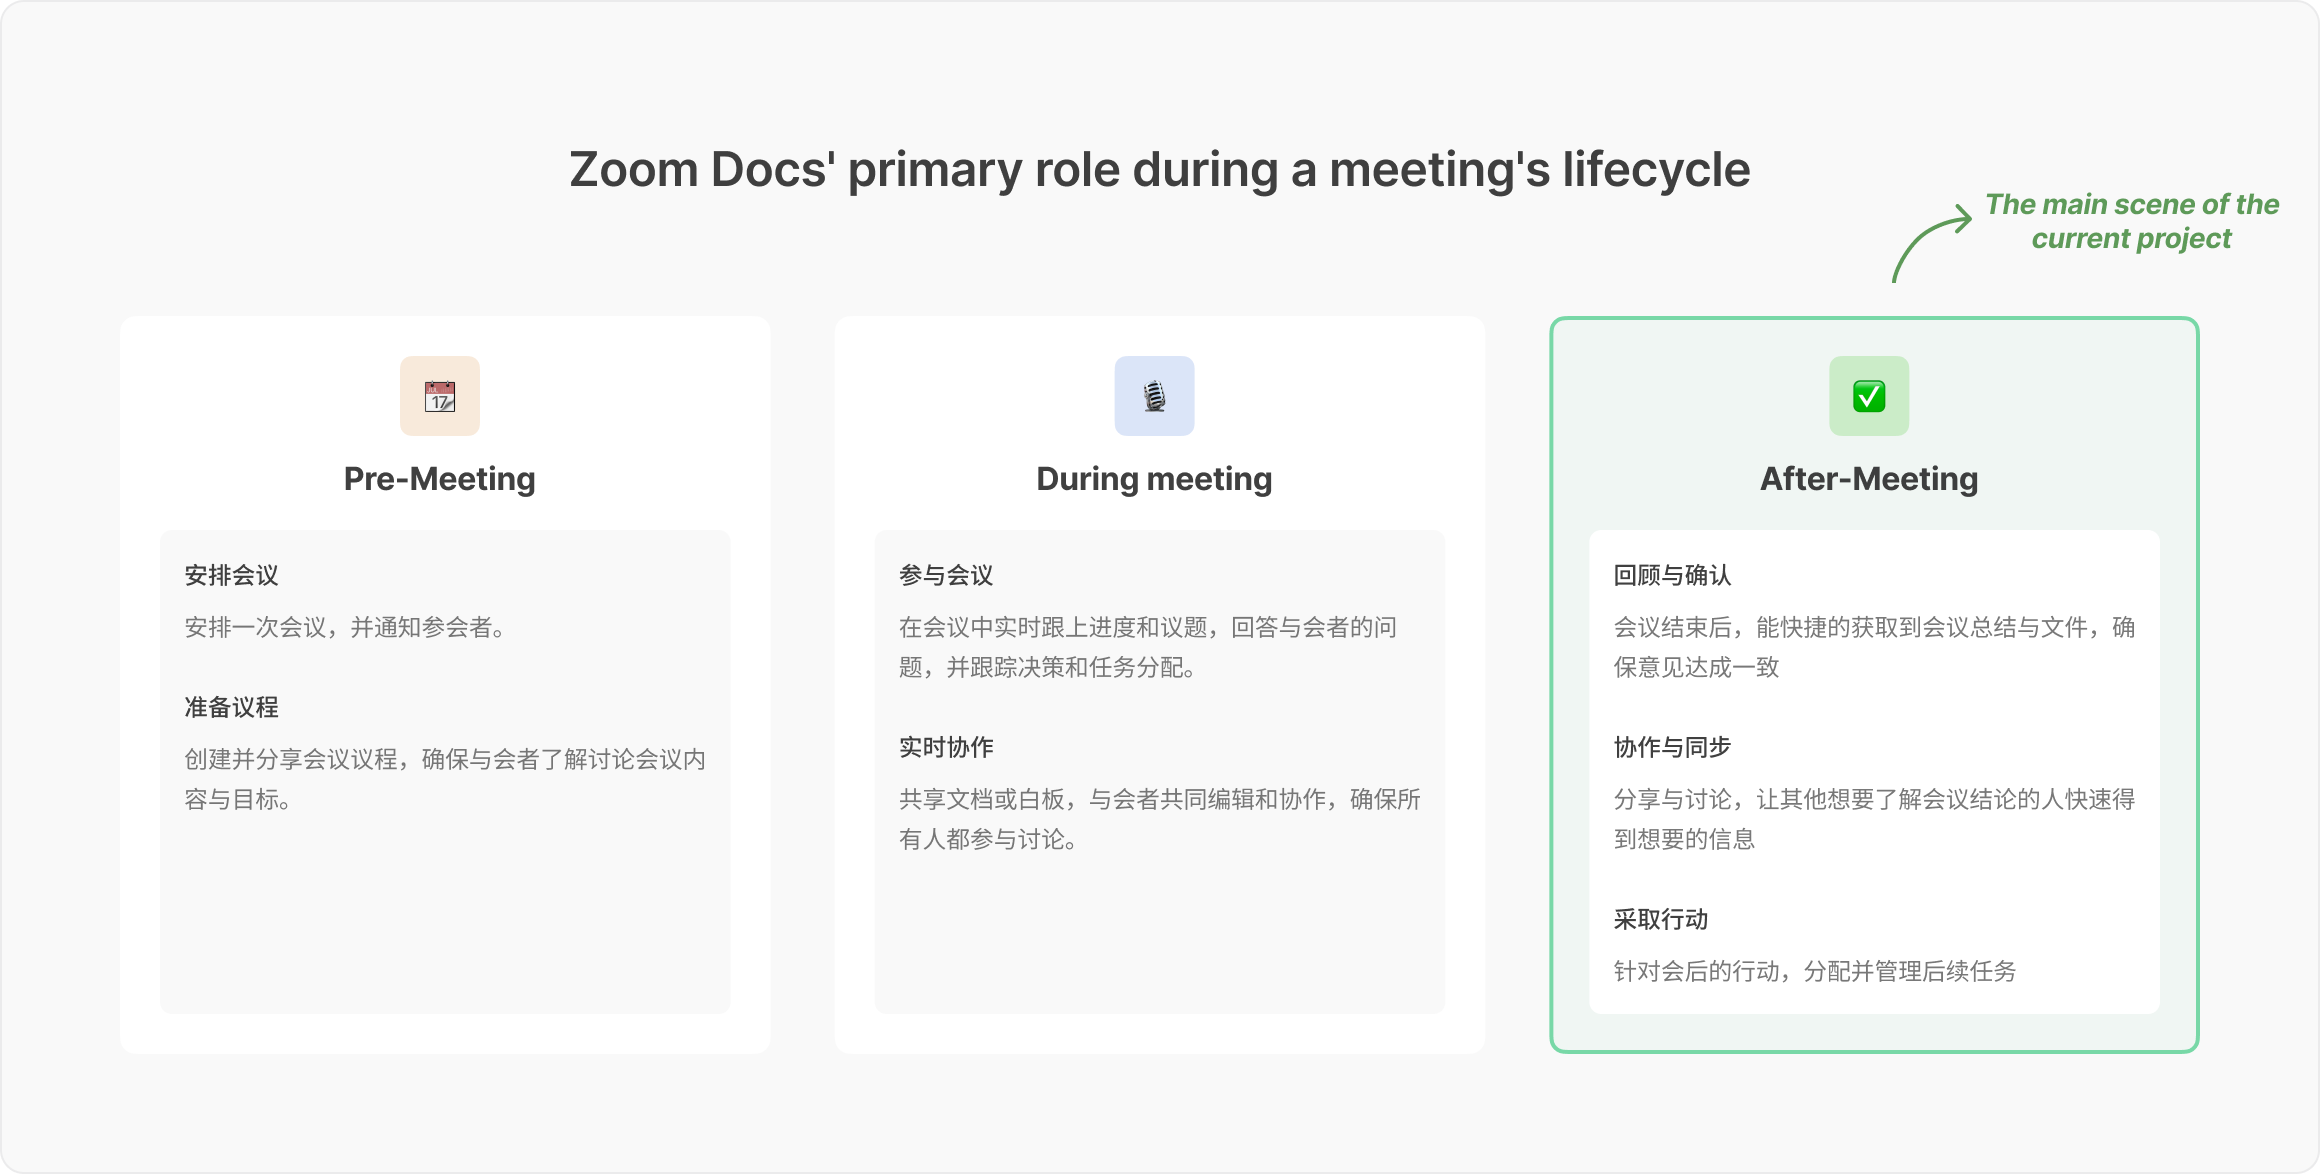 Zoom Docs' primary role during a meeting's lifecycle
The main scene of the
current project
JUL
17
Pre-Meeting
安排会议
安排一次会议，并通知参会者。
准备议程
创建并分享会议议程，确保与会者了解讨论会议内
容与目标。
During meeting
参与会议
在会议中实时跟上进度和议题，回答与会者的问
题，并跟踪决策和任务分配。
实时协作
共享文档或白板，与会者共同编辑和协作，确保所
有人都参与讨论。
After-Meeting
回顾与确认
会议结束后，能快捷的获取到会议总结与文件，确
保意见达成一致
协作与同步
分享与讨论，让其他想要了解会议结论的人快速得
到想要的信息
采取行动
针对会后的行动，分配并管理后续任务